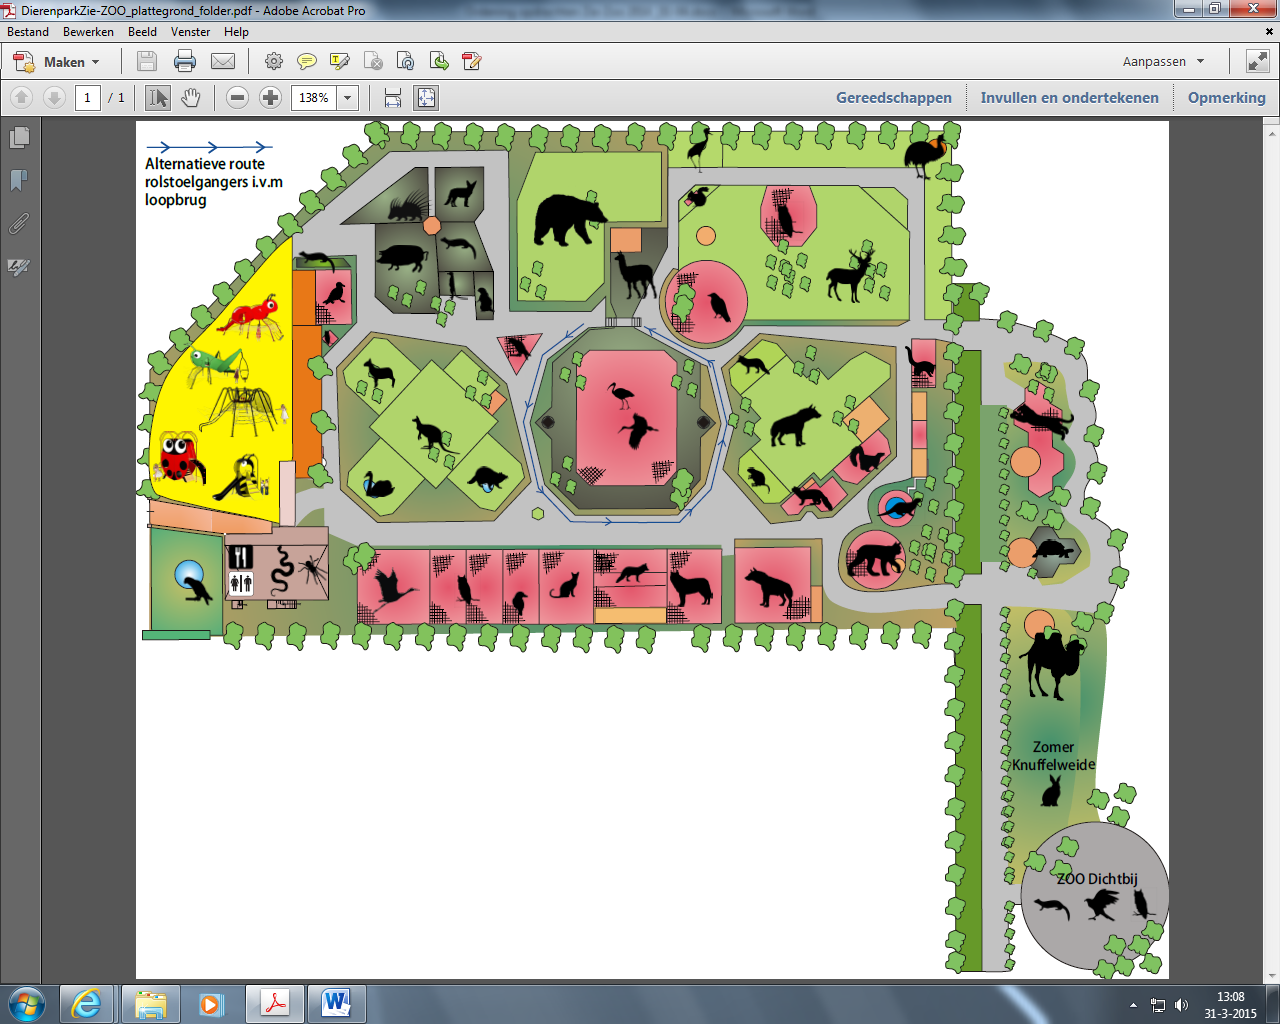 DierenparkZie-ZOO_plattegrond_folder.pdf - Adobe Acrobat Pro
Bestand Bewerken Beeld Venster Help
Maken
Aanpassen
1 / 1
138%
Gereedschappen
Invullen en ondertekenen
Opmerking
Alternatieve route
rolstoelgangers i.v.m
loopbrug
Zomer
Knuffelweide
ZOO Dichtbij
13:08
31-3-2015